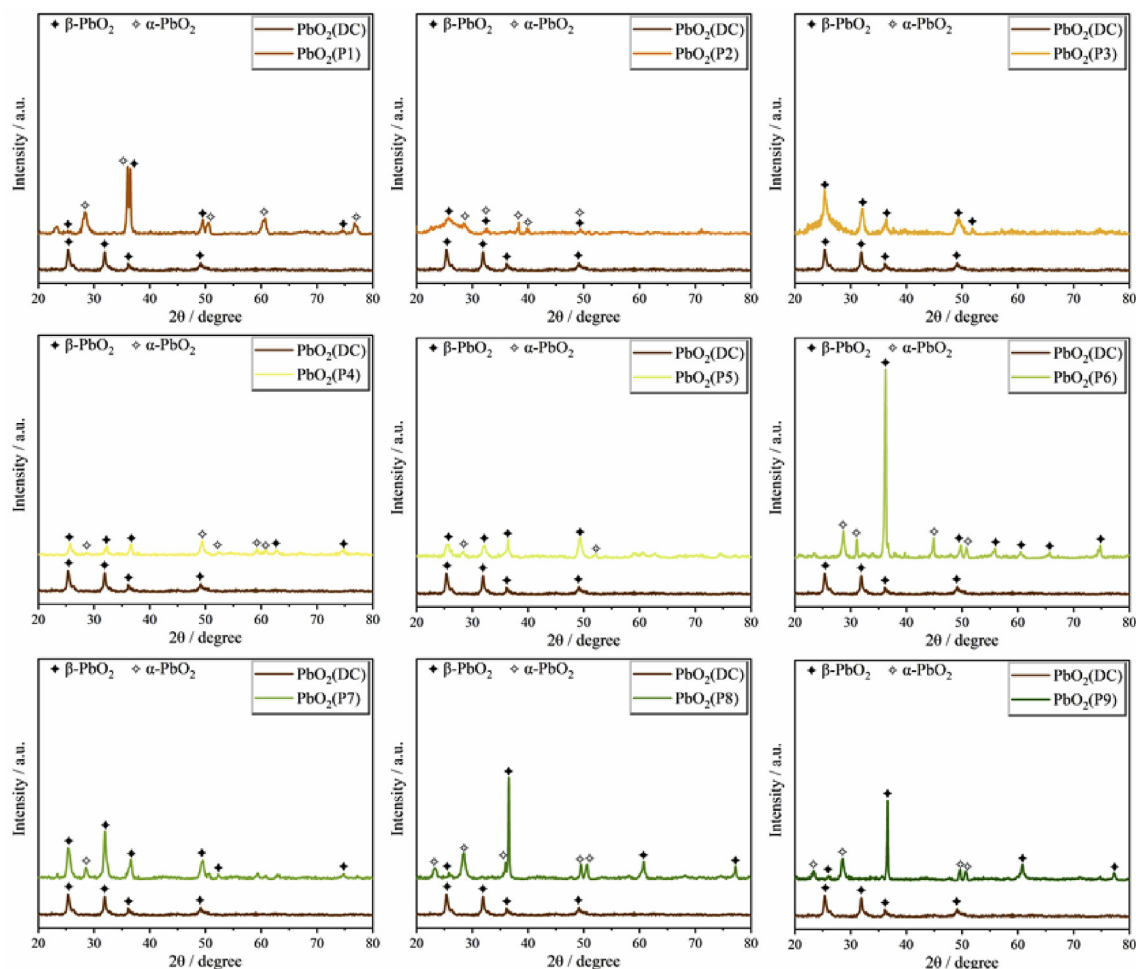 β-PbO₂ α-PbO₂
PbO₂(DC)
PbO₂(P1)
Intensity / a.u.
20 30 40 50 60 70 80
2θ / degree
β-PbO₂ α-PbO₂
PbO₂(DC)
PbO₂(P2)
Intensity / a.u.
20 30 40 50 60 70 80
2θ / degree
β-PbO₂ α-PbO₂
PbO₂(DC)
PbO₂(P3)
Intensity / a.u.
20 30 40 50 60 70 80
2θ / degree
β-PbO₂ α-PbO₂
PbO₂(DC)
PbO₂(P4)
Intensity / a.u.
20 30 40 50 60 70 80
2θ / degree
β-PbO₂ α-PbO₂
PbO₂(DC)
PbO₂(P5)
Intensity / a.u.
20 30 40 50 60 70 80
2θ / degree
β-PbO₂ α-PbO₂
PbO₂(DC)
PbO₂(P6)
Intensity / a.u.
20 30 40 50 60 70 80
2θ / degree
β-PbO₂ α-PbO₂
PbO₂(DC)
PbO₂(P7)
Intensity / a.u.
20 30 40 50 60 70 80
2θ / degree
β-PbO₂ α-PbO₂
PbO₂(DC)
PbO₂(P8)
Intensity / a.u.
20 30 40 50 60 70 80
2θ / degree
β-PbO₂ α-PbO₂
PbO₂(DC)
PbO₂(P9)
Intensity / a.u.
20 30 40 50 60 70 80
2θ / degree